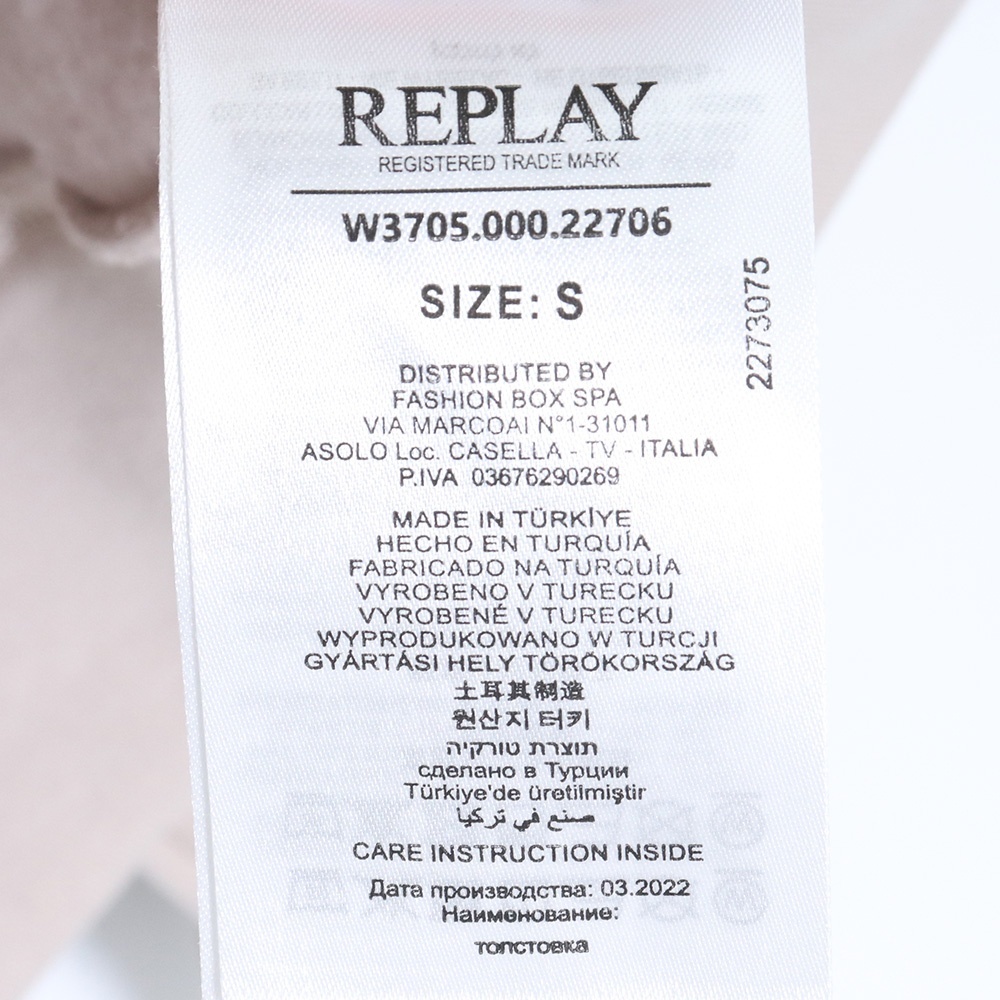 REPLAY
REGISTERED TRADE MARK
W3705.000.22706
SIZE: S
2273075
DISTRIBUTED BY
FASHION BOX SPA
VIA MARCOAI N°1-31011
ASOLO Loc. CASELLA - TV - ITALIA
P.IVA 03676290269
MADE IN TÜRKİYE
HECHO EN TURQUÍA
FABRICADO NA TURQUÍA
VYROBENO V TURECKU
VYROBENÉ V TURECKU
WYPRODUKOWANO W TURCJI
GYÁRTÁSI HELY TÖRÖKORSZÁG
土耳其制造
원산지 터키
תוצרת טורקיה
сделано в Турции
Türkiye'de üretilmiştir
صنع في تركيا
CARE INSTRUCTION INSIDE
Дата производства: 03.2022
Наименование:
толстовка